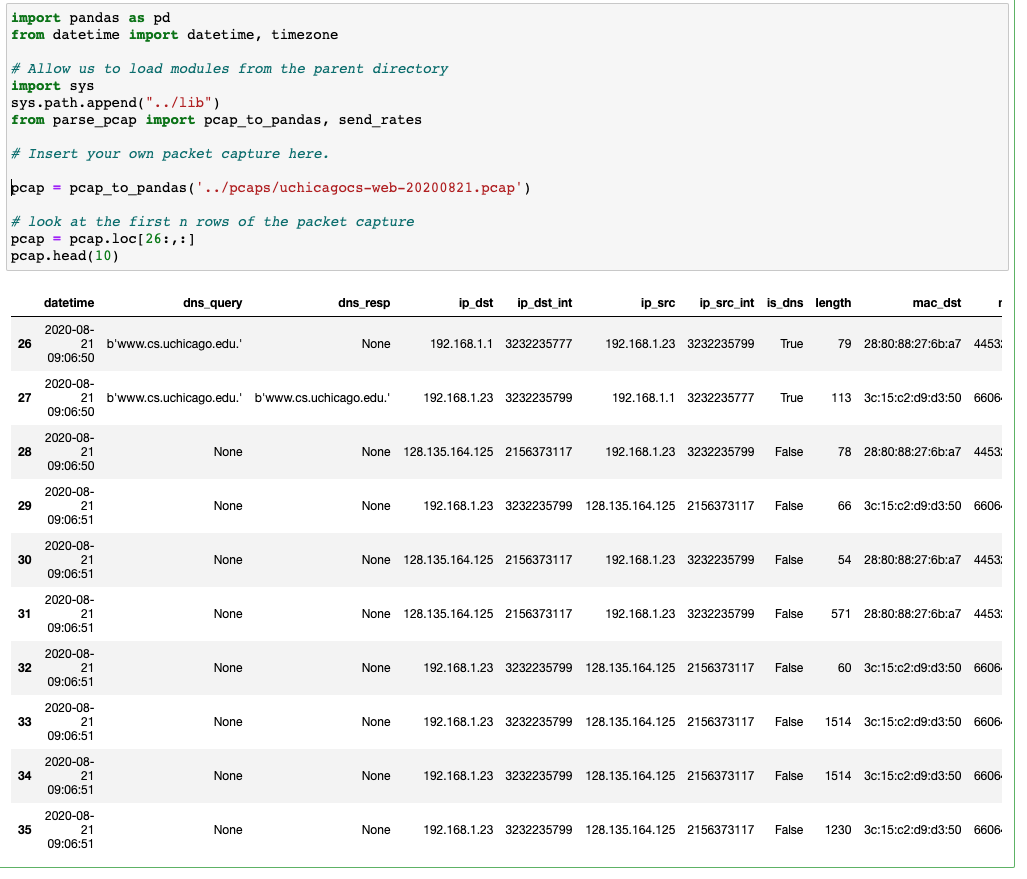 import pandas as pd
from datetime import datetime, timezone
# Allow us to load modules from the parent directory
import sys
sys.path.append("../lib")
from parse_pcap import pcap_to_pandas, send_rates
# Insert your own packet capture here.
pcap = pcap_to_pandas('../pcaps/uchicagocs-web-20200821.pcap')
# look at the first n rows of the packet capture
pcap = pcap.loc[26:,:]
pcap.head(10)
datetime dns_query dns_resp ip_dst ip_dst_int ip_src ip_src_int is_dns length mac_dst
2020-08-
26 21 b'www.cs.uchicago.edu.' None 192.168.1.1 3232235777 192.168.1.23 3232235799 True 79 28:80:88:27:6b:a7 4453
09:06:50
2020-08-
27 21 b'www.cs.uchicago.edu.' b'www.cs.uchicago.edu.' 192.168.1.23 3232235799 192.168.1.1 3232235777 True 113 3c:15:c2:d9:d3:50 6606
09:06:50
2020-08-
28 21 None None 128.135.164.125 2156373117 192.168.1.23 3232235799 False 78 28:80:88:27:6b:a7 4453
09:06:50
2020-08-
29 21 None None 192.168.1.23 3232235799 128.135.164.125 2156373117 False 66 3c:15:c2:d9:d3:50 6606
09:06:51
2020-08-
30 21 None None 128.135.164.125 2156373117 192.168.1.23 3232235799 False 54 28:80:88:27:6b:a7 4453
09:06:51
2020-08-
31 21 None None 128.135.164.125 2156373117 192.168.1.23 3232235799 False 571 28:80:88:27:6b:a7 4453
09:06:51
2020-08-
32 21 None None 192.168.1.23 3232235799 128.135.164.125 2156373117 False 60 3c:15:c2:d9:d3:50 6606
09:06:51
2020-08-
33 21 None None 192.168.1.23 3232235799 128.135.164.125 2156373117 False 1514 3c:15:c2:d9:d3:50 6606
09:06:51
2020-08-
34 21 None None 192.168.1.23 3232235799 128.135.164.125 2156373117 False 1514 3c:15:c2:d9:d3:50 6606
09:06:51
2020-08-
35 21 None None 192.168.1.23 3232235799 128.135.164.125 2156373117 False 1230 3c:15:c2:d9:d3:50 6606
09:06:51